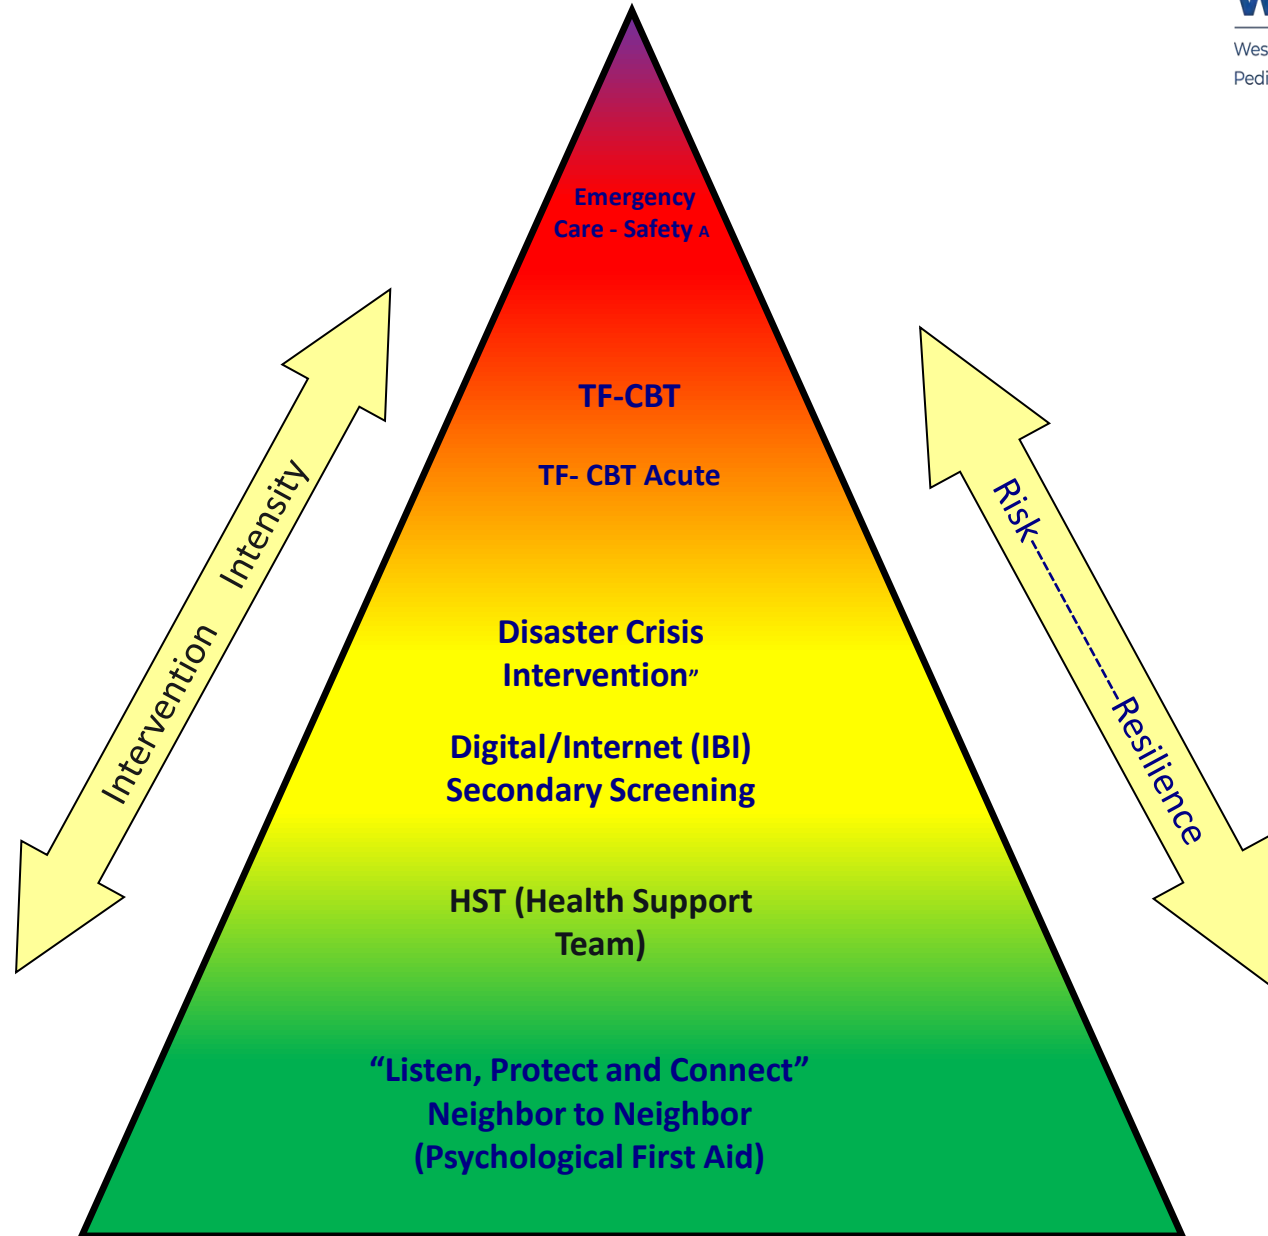 W
Wes
Pedi
Emergency
Care - Safety A
TF-CBT
TF- CBT Acute
Intervention Intensity
Risk-------------Resilience
Disaster Crisis
Intervention”
Digital/Internet (IBI)
Secondary Screening
HST (Health Support
Team)
“Listen, Protect and Connect”
Neighbor to Neighbor
(Psychological First Aid)